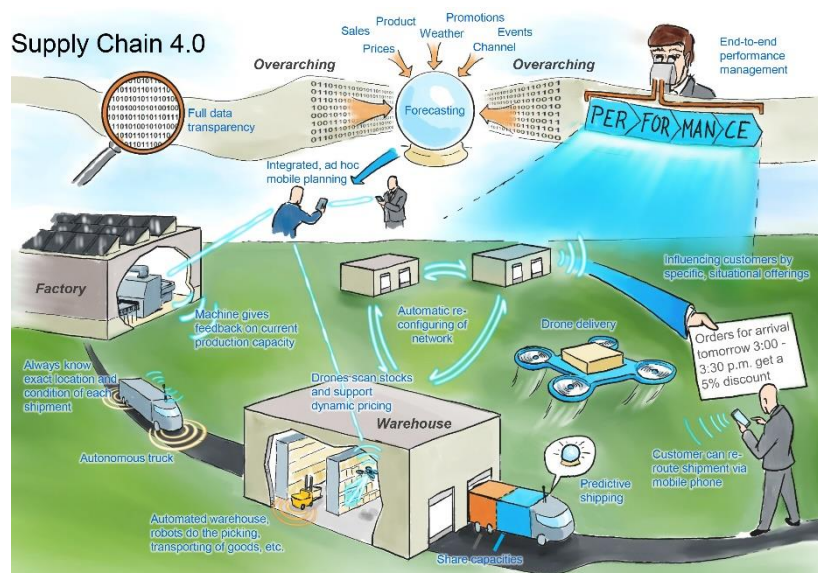 Supply Chain 4.0
Sales
Product
Promotions
Prices
Weather
Events
Channel
Overarching
Overarching
End-to-end
performance
management
Full data
transparency
Forecasting
PER FOR MAN CE
Integrated, ad hoc
mobile planning
Factory
Machine gives
feedback on current
production capacity
Automatic re-
configuring of
network
Influencing customers by
specific, situational offerings
Drone delivery
Orders for arrival
tomorrow 3:00 -
3:30 p.m. get a
5% discount
Always know
exact location and
condition of each
shipment
Autonomous truck
Drones scan stocks
and support
dynamic pricing
Warehouse
Customer can re-
route shipment via
mobile phone
Predictive
shipping
Automated warehouse,
robots do the picking,
transporting of goods, etc.
Share capacities